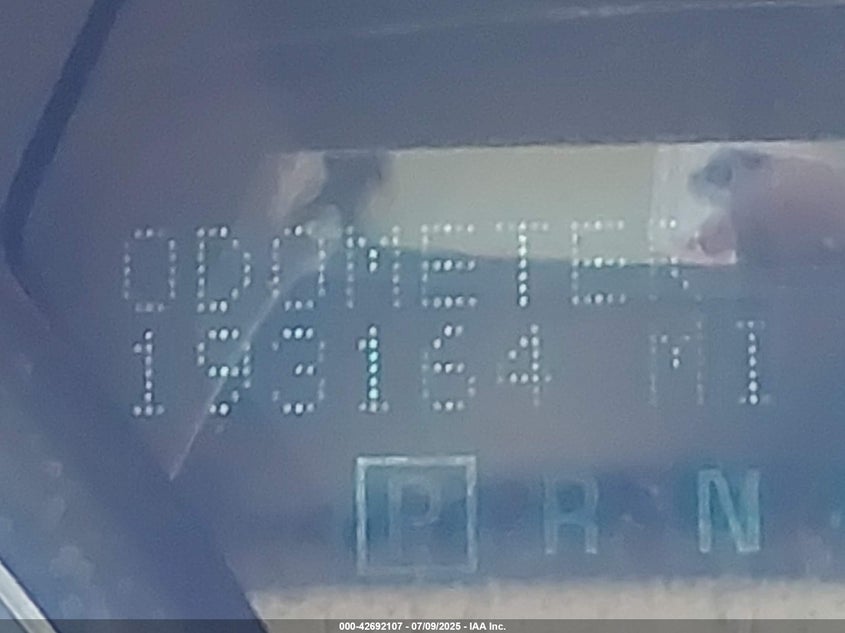 ODOMETER
193164 MI
P R N
000-42692107 - 07/09/2025 - IAA Inc.